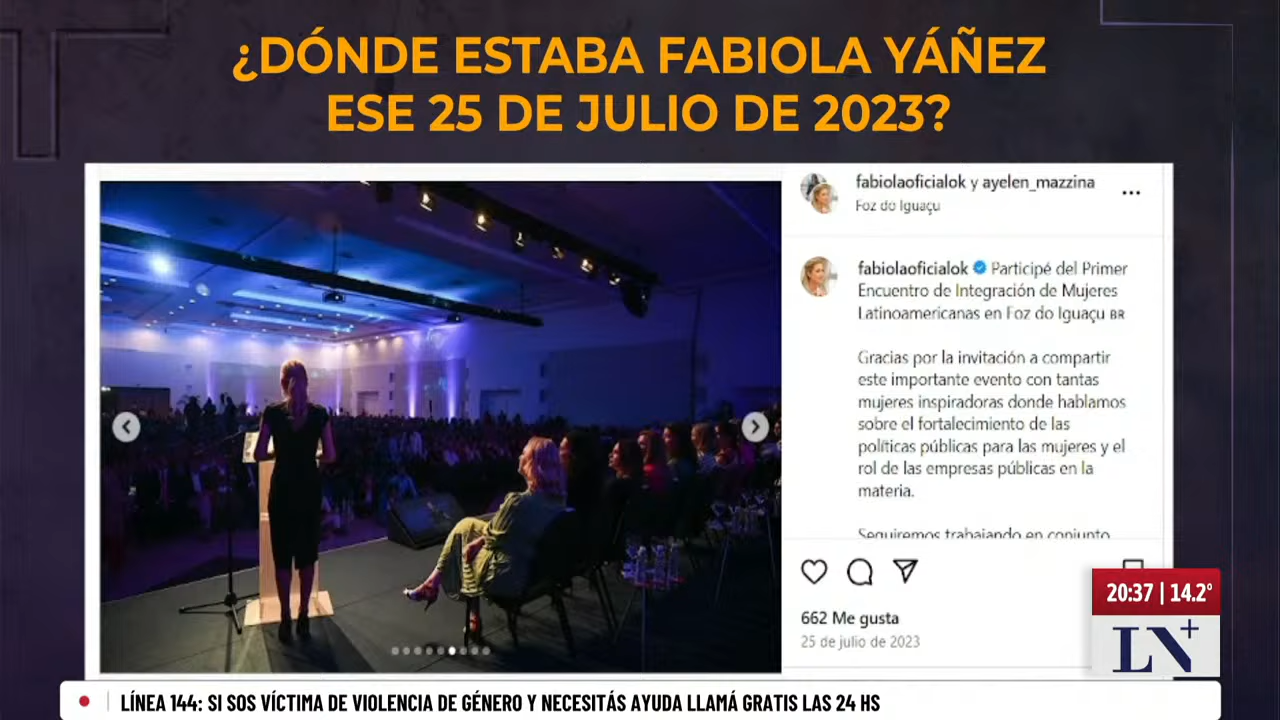 ¿DÓNDE ESTABA FABIOLA YÁÑEZ
ESE 25 DE JULIO DE 2023?
fabiolaoficialok y ayelen_mazzina
Foz do Iguaçu
fabiolaoficialok Participé del Primer
Encuentro de Integración de Mujeres
Latinoamericanas en Foz do Iguaçu BR
Gracias por la invitación a compartir
este importante evento con tantas
mujeres inspiradoras donde hablamos
sobre el fortalecimiento de las
políticas públicas para las mujeres y el
rol de las empresas públicas en la
materia.
Seguiremos trabajando en conjunto
662 Me gusta
25 de julio de 2023
20:37 | 14.2°
LN+
LÍNEA 144: SI SOS VÍCTIMA DE VIOLENCIA DE GÉNERO Y NECESITÁS AYUDA LLAMÁ GRATIS LAS 24 HS